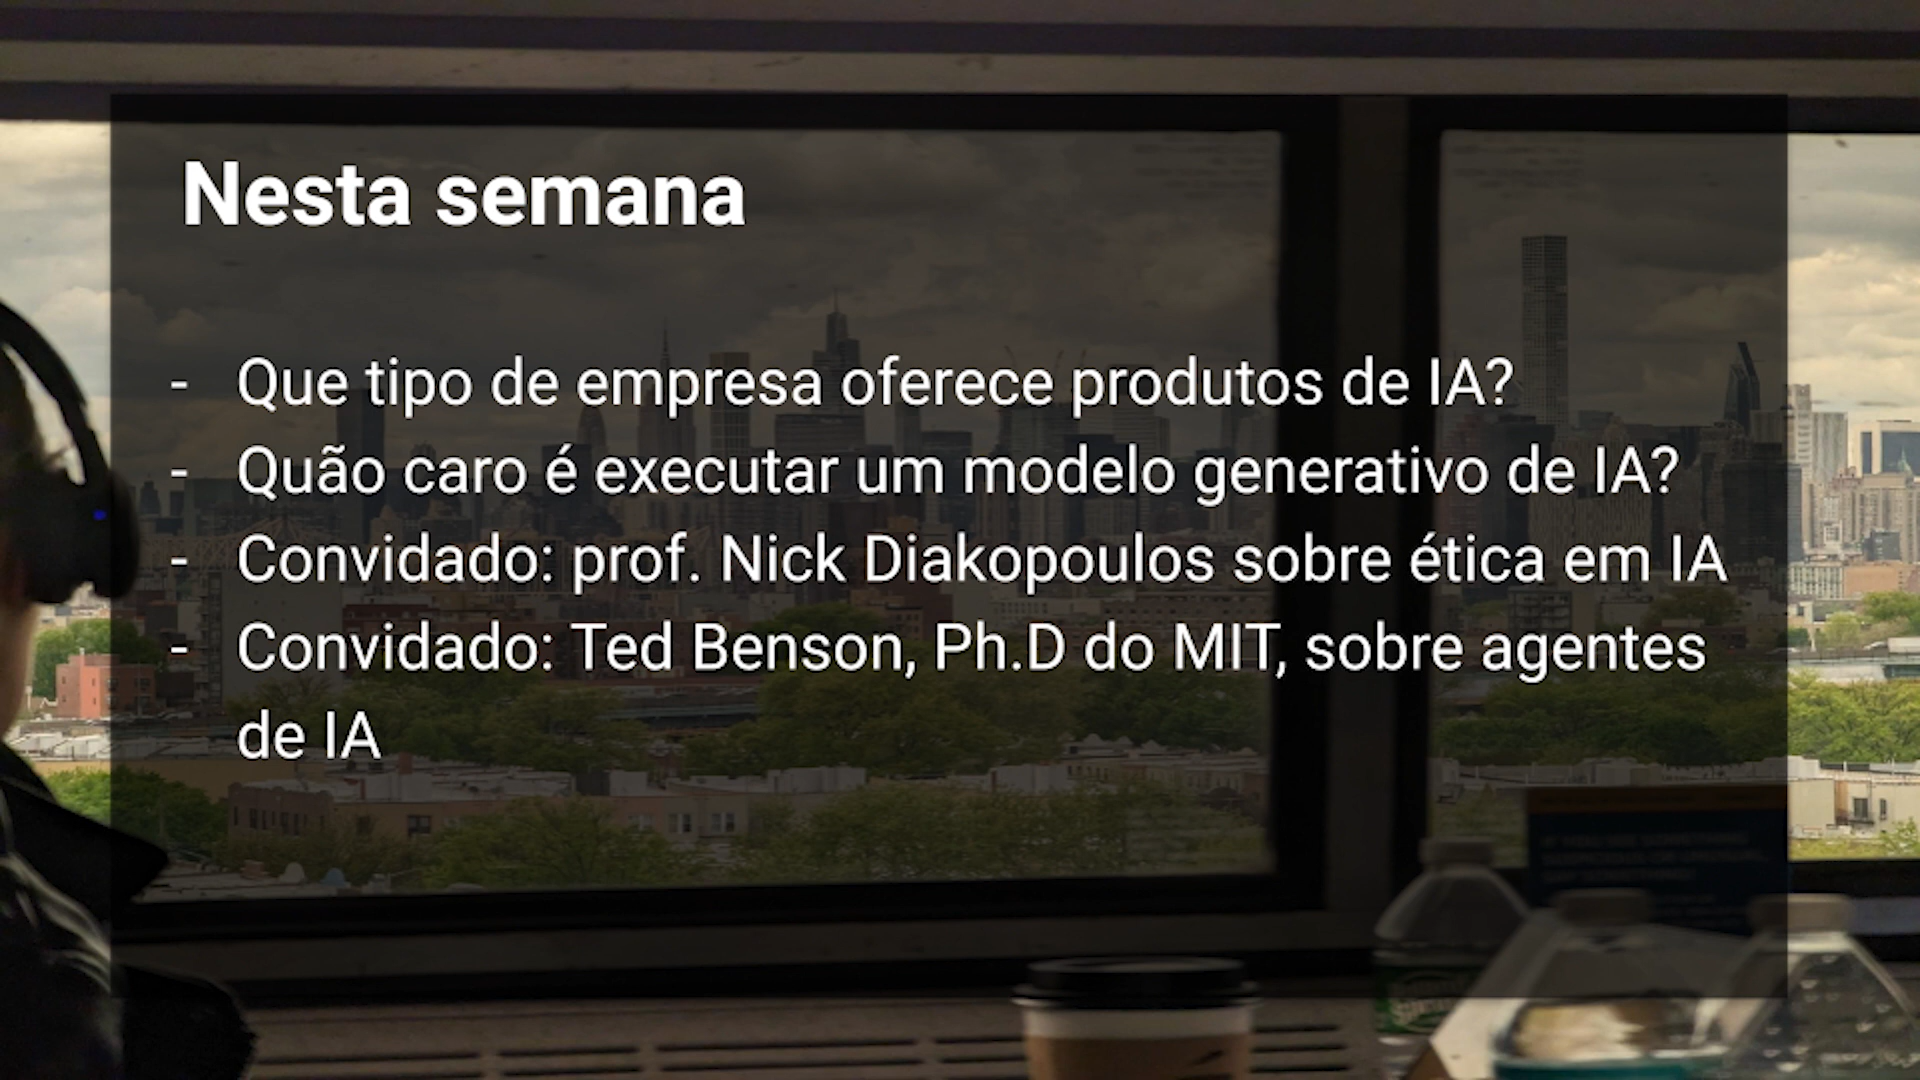 Nesta semana
- Que tipo de empresa oferece produtos de IA?
- Quão caro é executar um modelo generativo de IA?
- Convidado: prof. Nick Diakopoulos sobre ética em IA
- Convidado: Ted Benson, Ph.D do MIT, sobre agentes
de IA